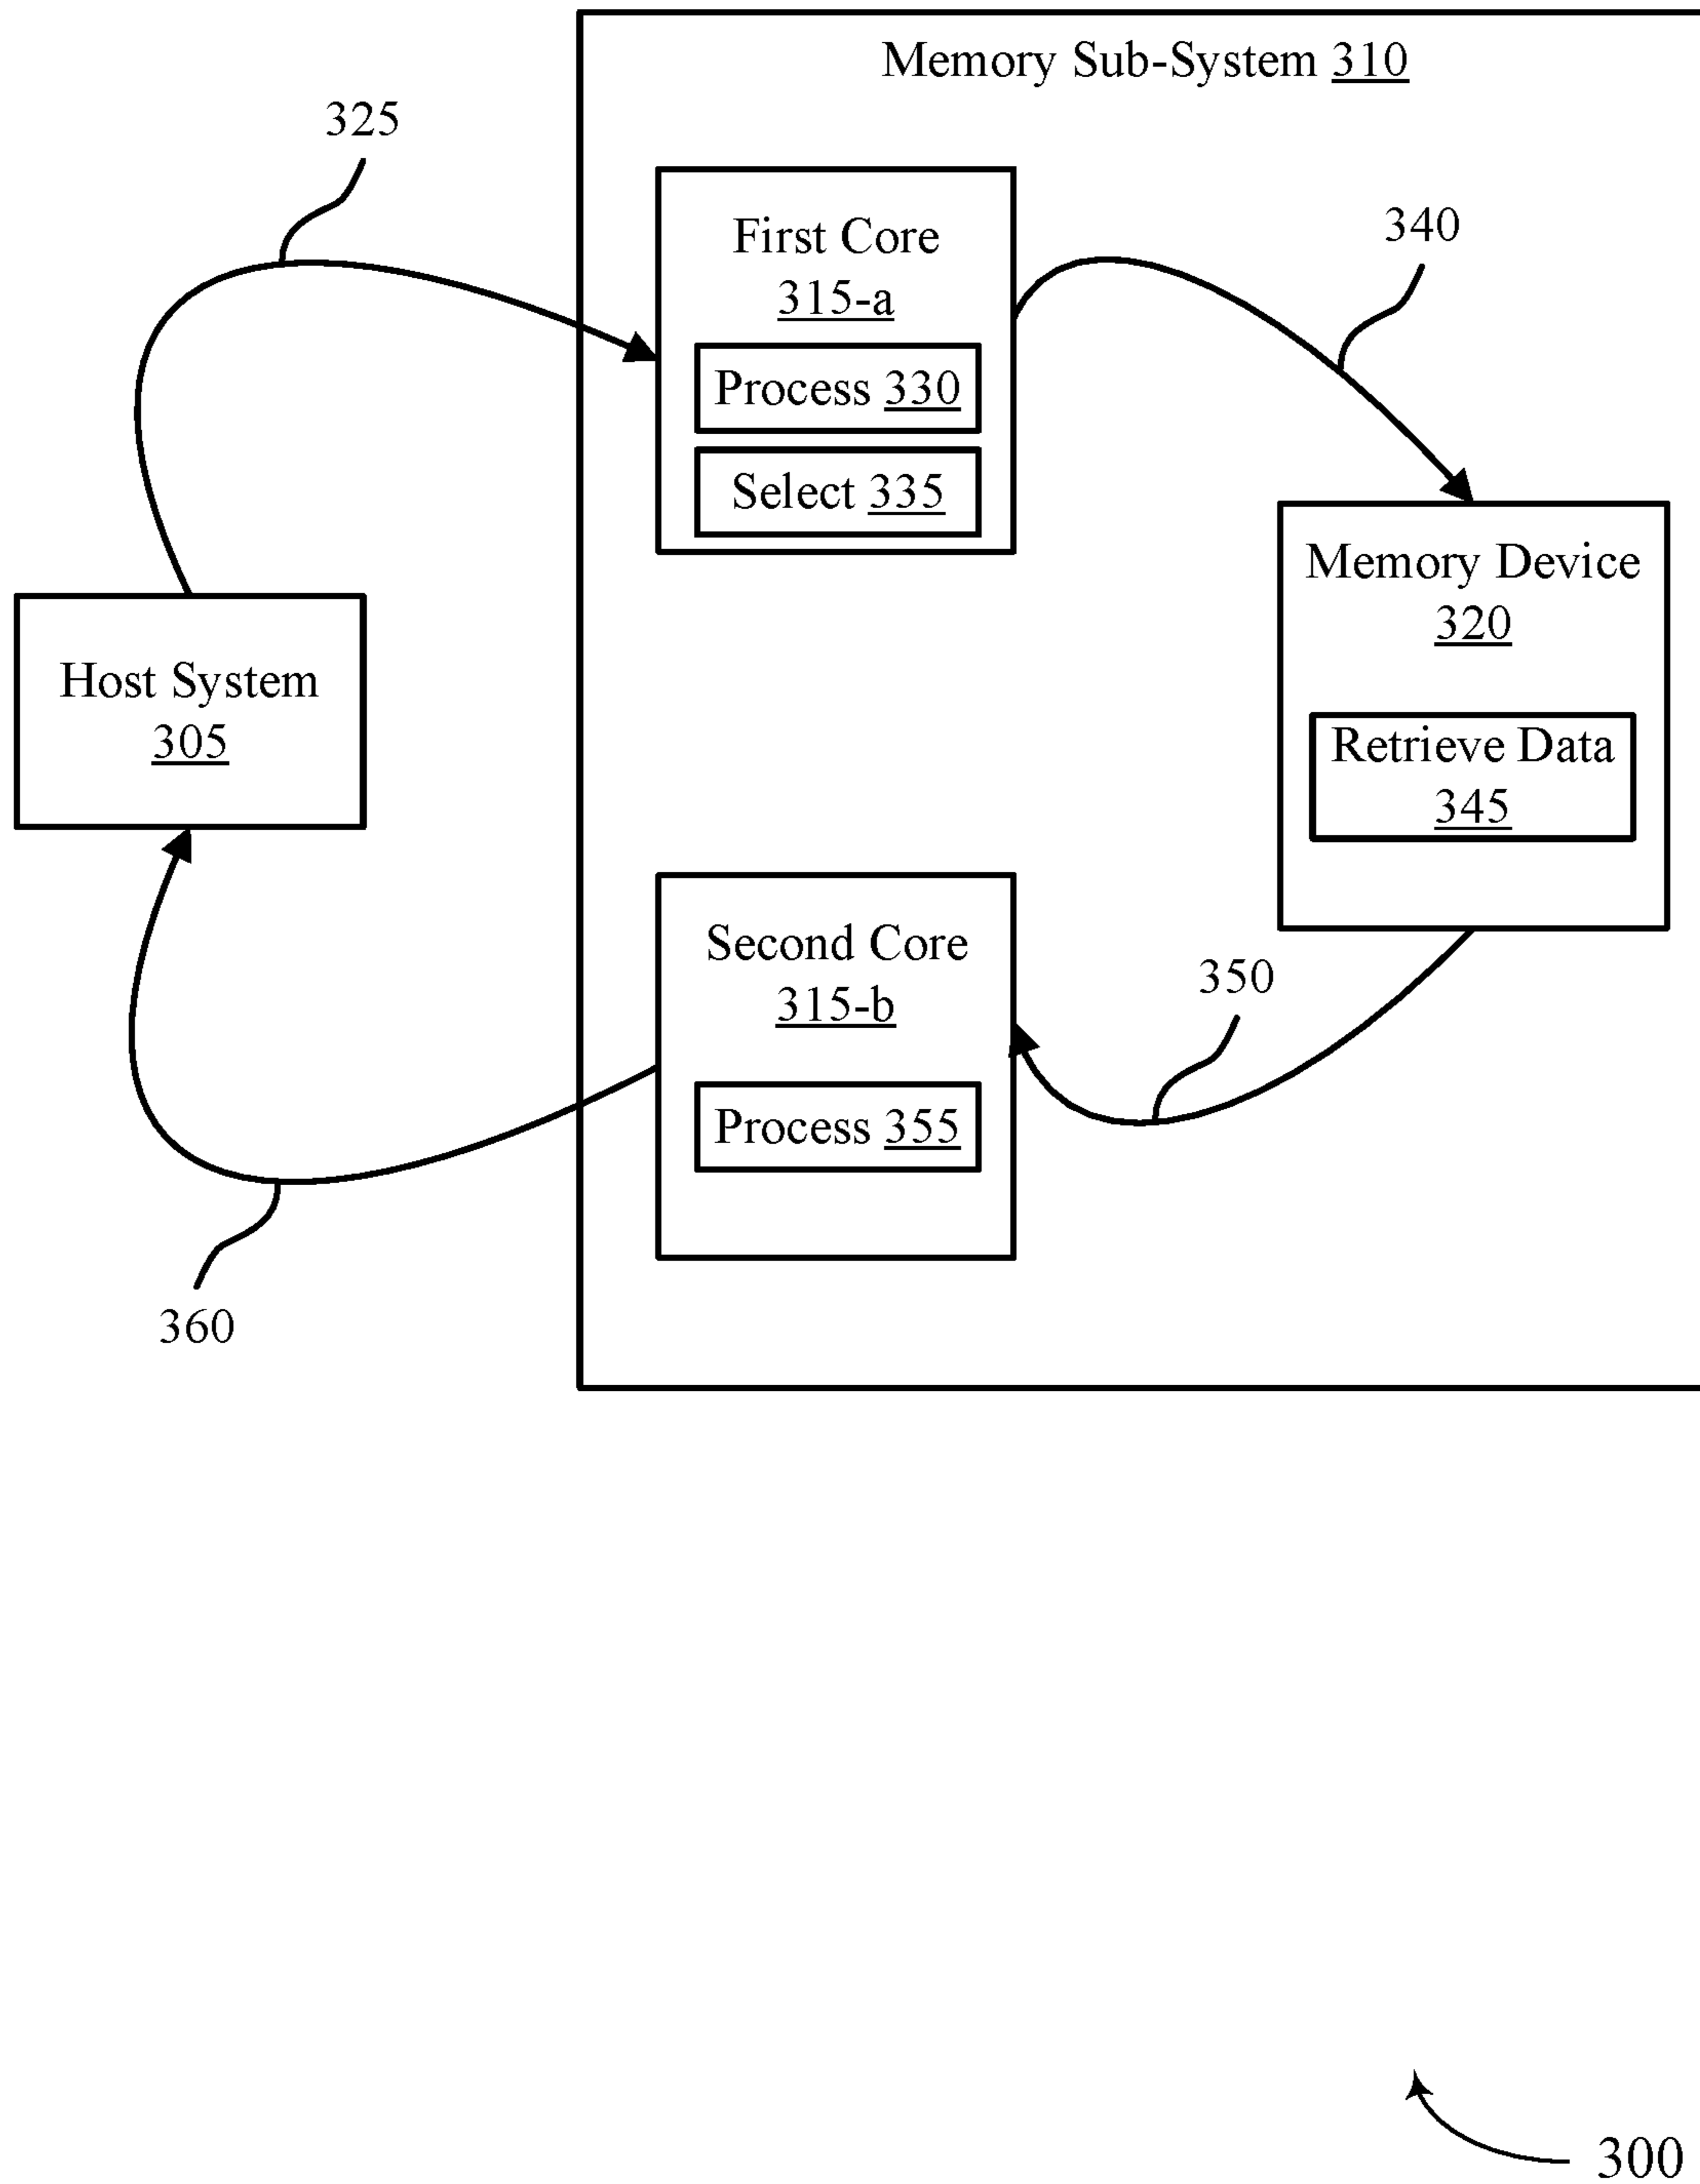 Memory Sub-System 310
325
First Core
315-a
Process 330
Select 335
340
Host System
305
Memory Device
320
Retrieve Data
345
Second Core
315-b
Process 355
350
360
300